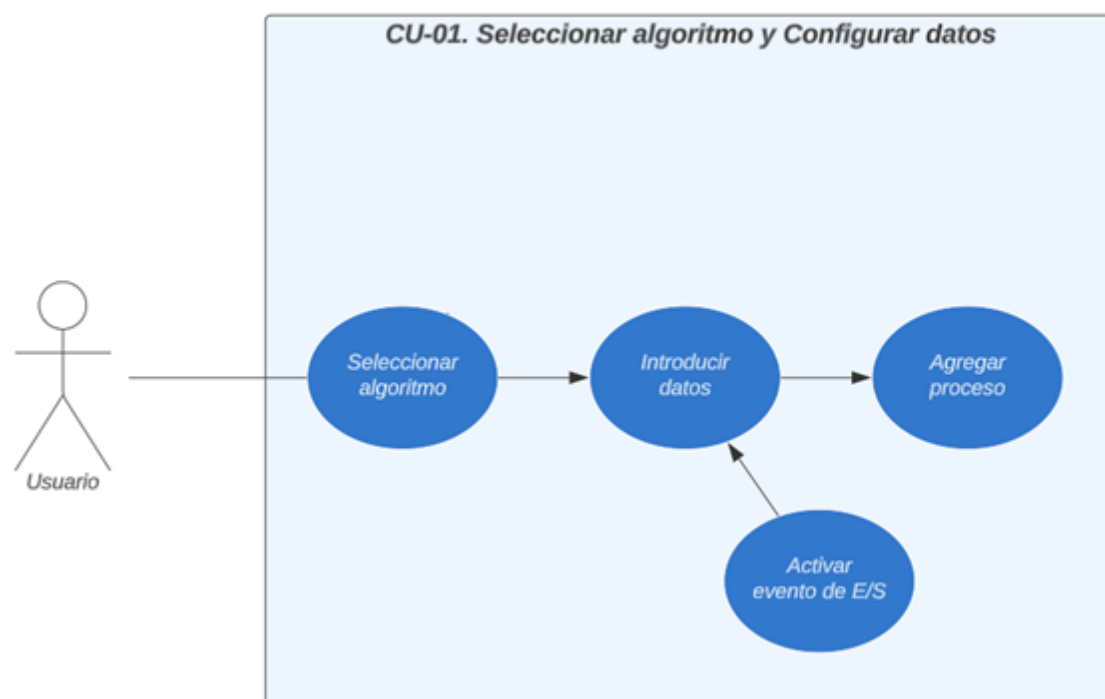 CU-01. Seleccionar algoritmo y Configurar datos
Seleccionar
algoritmo
Introducir
datos
Agregar
proceso
Usuario
Activar
evento de E/S